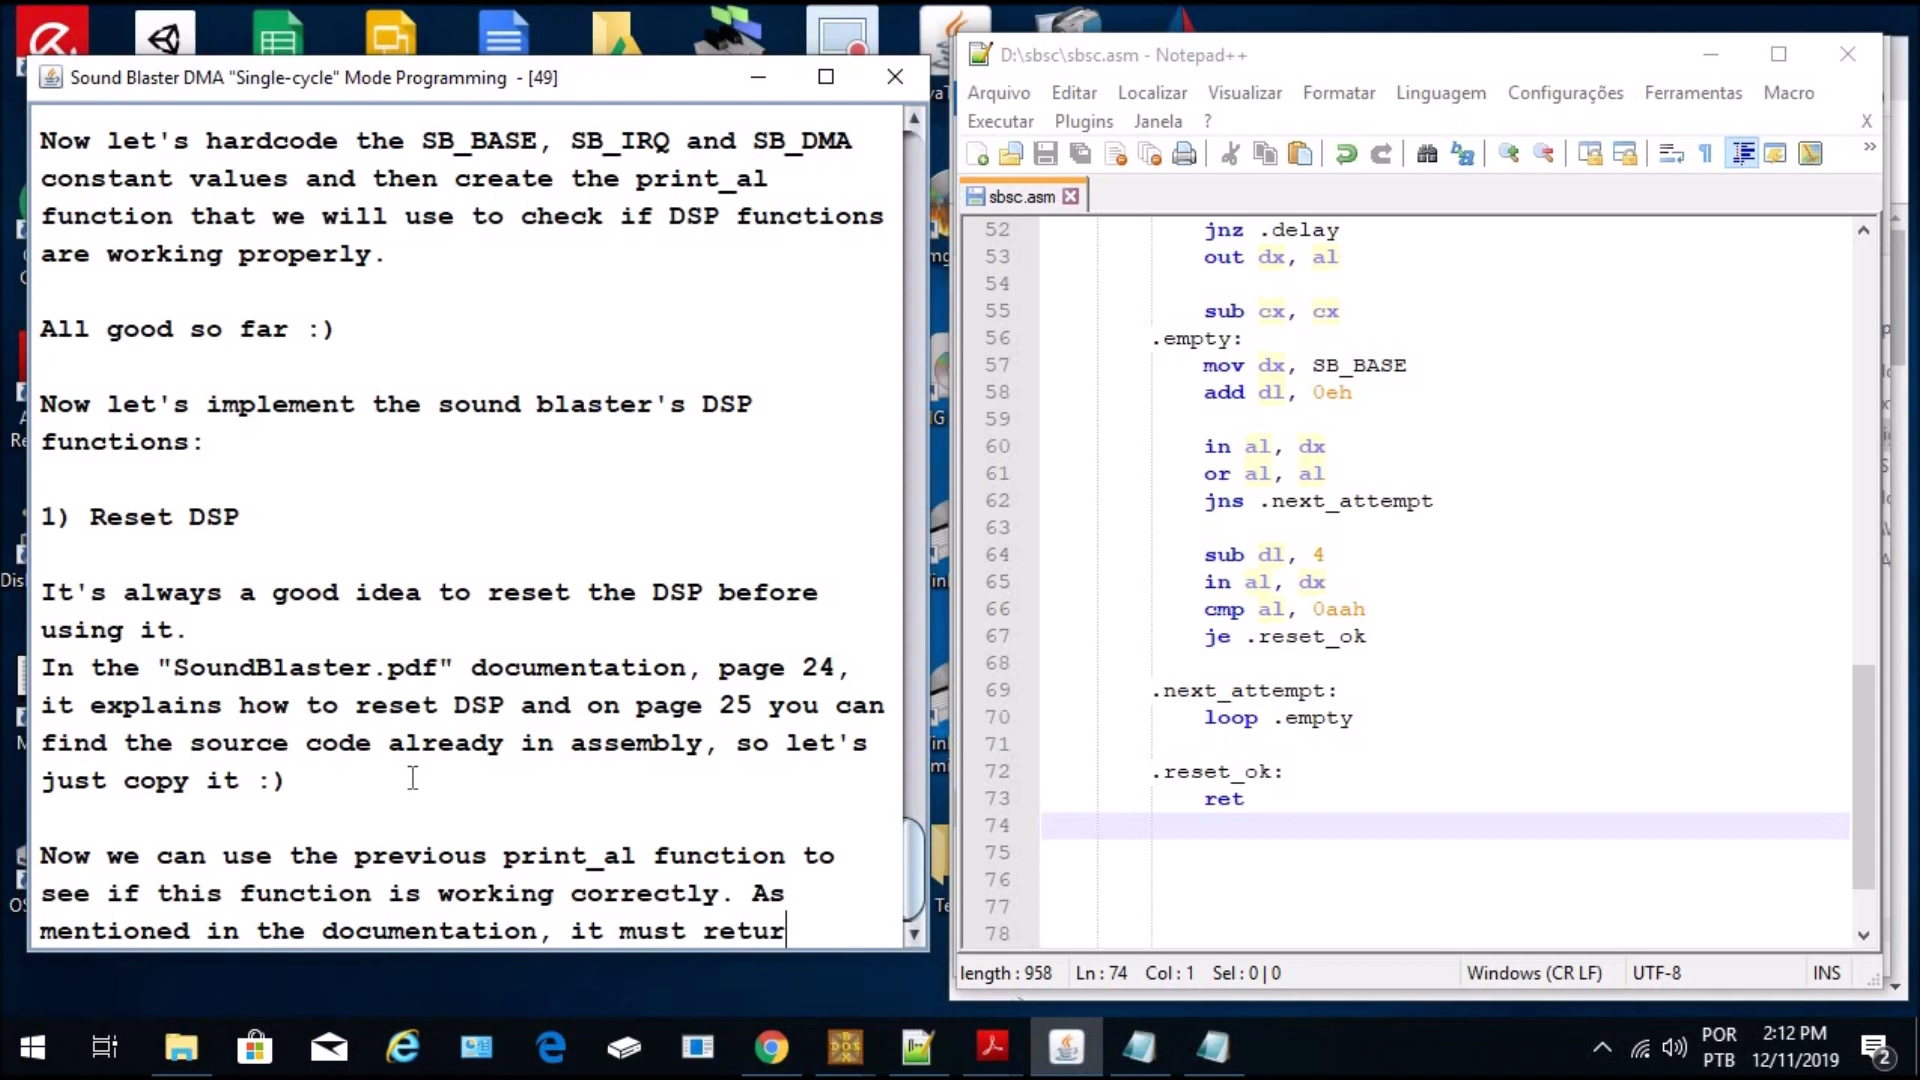 Sound Blaster DMA "Single-cycle" Mode Programming - [49]
Now let's hardcode the SB_BASE, SB_IRQ and SB_DMA
constant values and then create the print_al
function that we will use to check if DSP functions
are working properly.
All good so far :)
Now let's implement the sound blaster's DSP
functions:
1) Reset DSP
It's always a good idea to reset the DSP before
using it.
In the "SoundBlaster.pdf" documentation, page 24,
it explains how to reset DSP and on page 25 you can
find the source code already in assembly, so let's
just copy it :)
Now we can use the previous print_al function to
see if this function is working correctly. As
mentioned in the documentation, it must retur
D:\sbsc\sbsc.asm - Notepad++
Arquivo Editar Localizar Visualizar Formatar Linguagem Configurações Ferramentas Macro
Executar Plugins Janela ? X
sbsc.asm
52 jnz .delay
53 out dx, al
54
55 sub cx, cx
56 .empty:
57 mov dx, SB_BASE
58 add dl, 0eh
59
60 in al, dx
61 or al, al
62 jns .next_attempt
63
64 sub dl, 4
65 in al, dx
66 cmp al, 0aah
67 je .reset_ok
68
69 .next_attempt:
70 loop .empty
71
72 .reset_ok:
73 ret
74
75
76
77
78
length : 958 Ln : 74 Col : 1 Sel : 0 | 0 Windows (CR LF) UTF-8 INS
POR
PTB
2:12 PM
12/11/2019
2